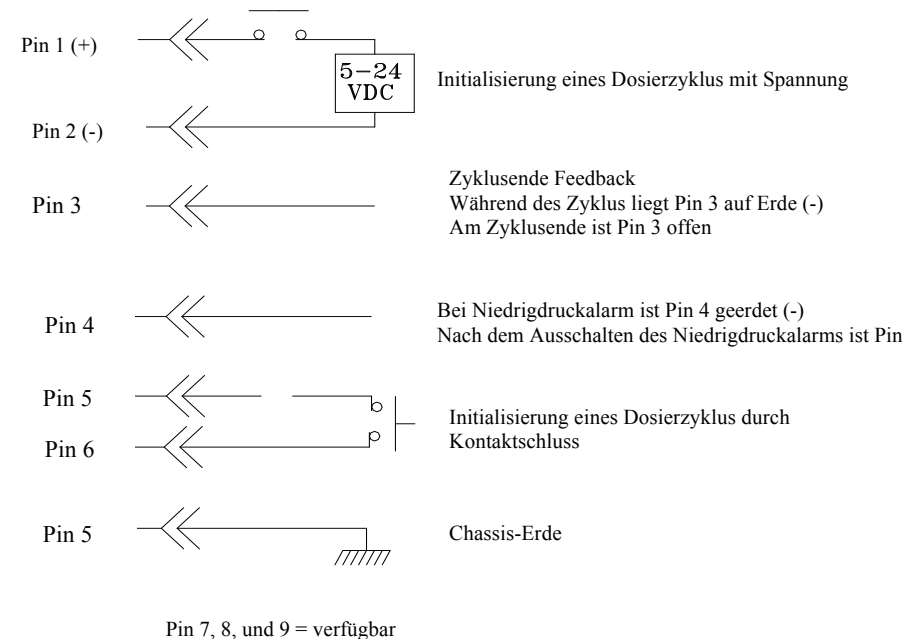 Pin 1 (+)
5-24
VDC
Initialisierung eines Dosierzyklus mit Spannung
Pin 2 (-)
Pin 3
Zyklusende Feedback
Während des Zyklus liegt Pin 3 auf Erde (-)
Am Zyklusende ist Pin 3 offen
Pin 4
Bei Niedrigdruckalarm ist Pin 4 geerdet (-)
Nach dem Ausschalten des Niedrigdruckalarms ist Pin
Pin 5
Pin 6
Initialisierung eines Dosierzyklus durch
Kontaktschluss
Pin 5
Chassis-Erde
Pin 7, 8, und 9 = verfügbar